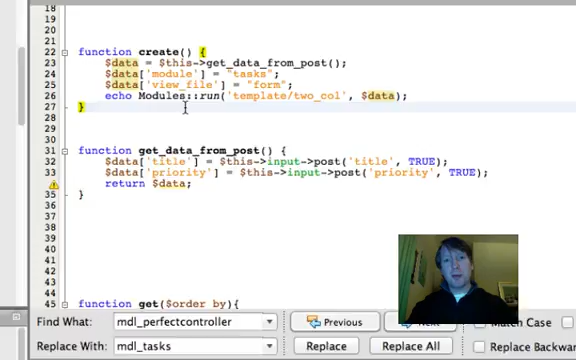 18
19
20
21
22 function create() {
23 $data = $this->get_data_from_post();
24 $data['module'] = "tasks";
25 $data['view_file'] = "form";
26 echo Modules::run('template/two_col', $data);
27 }
28
29
30
31 function get_data_from_post() {
32 $data['title'] = $this->input->post('title', TRUE);
33 $data['priority'] = $this->input->post('priority', TRUE);
return $data;
35 }
36
37
38
39
40
41
42
43
44
45 function get($order by){
Find What: mdl_perfectcontroller Previous Next Match Case
Replace With: mdl_tasks Replace Replace All Replace Backwar